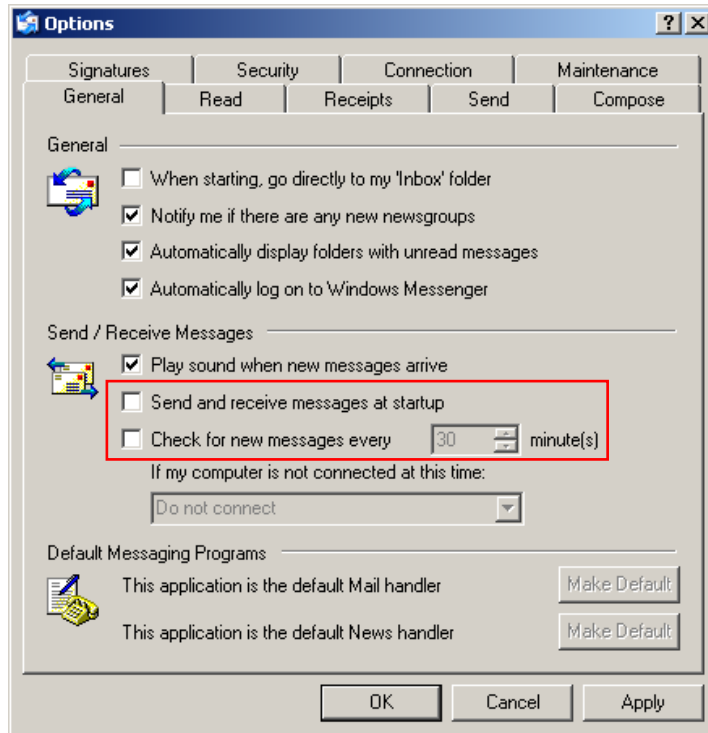 Options
Signatures Security Connection Maintenance
General Read Receipts Send Compose
General
When starting, go directly to my 'Inbox' folder
Notify me if there are any new newsgroups
Automatically display folders with unread messages
Automatically log on to Windows Messenger
Send / Receive Messages
Play sound when new messages arrive
Send and receive messages at startup
Check for new messages every 30 minute(s)
If my computer is not connected at this time:
Do not connect
Default Messaging Programs
This application is the default Mail handler Make Default
This application is the default News handler Make Default
OK Cancel Apply